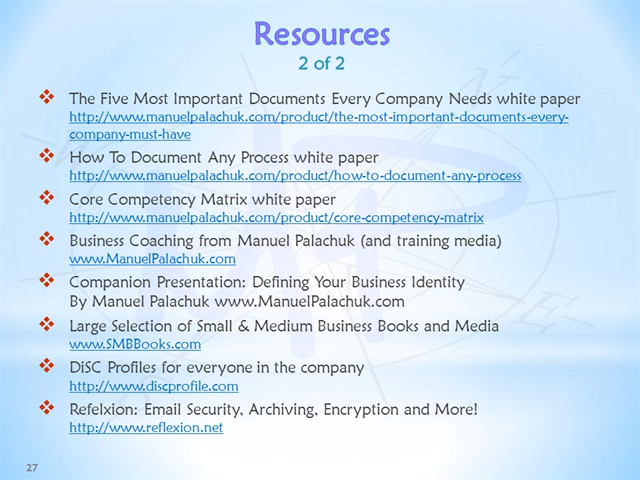 Resources
2 of 2
The Five Most Important Documents Every Company Needs white paper
http://www.manuelpalachuk.com/product/the-most-important-documents-every-
company-must-have
How To Document Any Process white paper
http://www.manuelpalachuk.com/product/how-to-document-any-process
Core Competency Matrix white paper
http://www.manuelpalachuk.com/product/core-competency-matrix
Business Coaching from Manuel Palachuk (and training media)
www.ManuelPalachuk.com
Companion Presentation: Defining Your Business Identity
By Manuel Palachuk www.ManuelPalachuk.com
Large Selection of Small & Medium Business Books and Media
www.SMBBooks.com
DiSC Profiles for everyone in the company
http://www.discprofile.com
Refelxion: Email Security, Archiving, Encryption and More!
http://www.reflexion.net
27